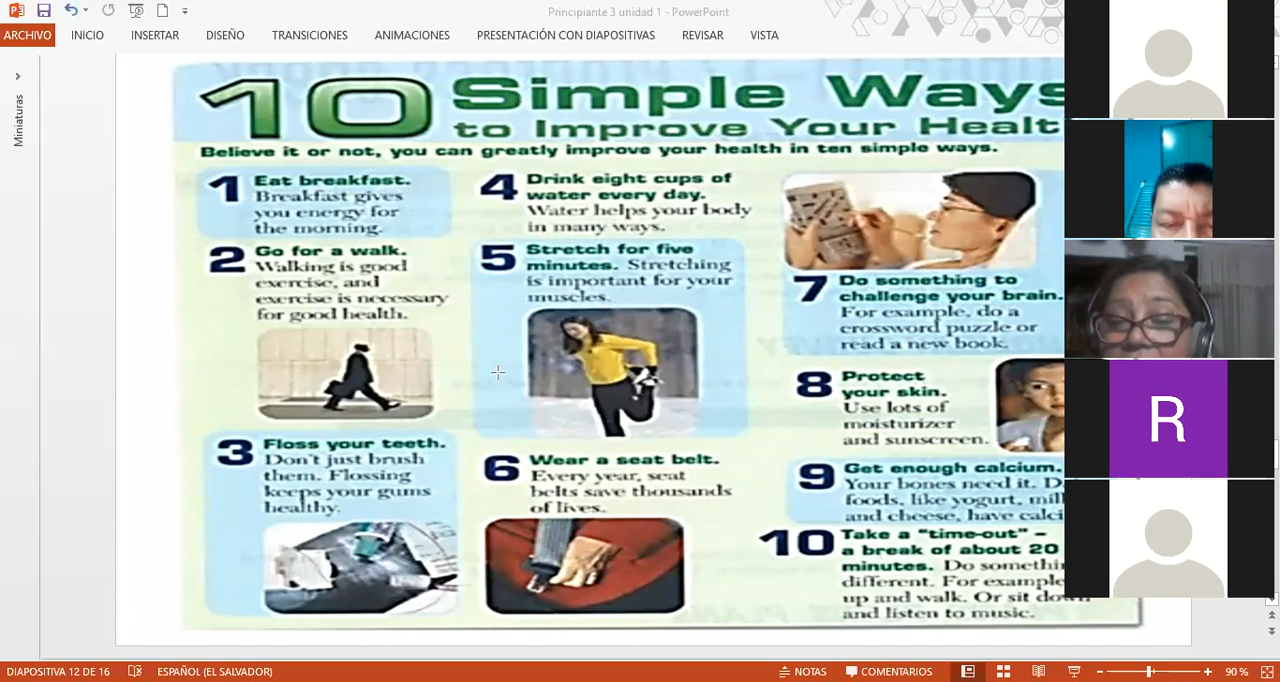 Principiante 3 unidad 1 - PowerPoint
ARCHIVO INICIO INSERTAR DISEÑO TRANSICIONES ANIMACIONES PRESENTACIÓN CON DIAPOSITIVAS REVISAR VISTA
Miniaturas
10 Simple Ways
to Improve Your Healt
Believe it or not, you can greatly improve your health in ten simple ways.
1 Eat breakfast.
Breakfast gives
you energy for
the morning.
2 Go for a walk.
Walking is good
exercise, and
exercise is necessary
for good health.
3 Floss your teeth.
Don't just brush
them. Flossing
keeps your gums
healthy.
4 Drink eight cups of
water every day.
Water helps your body
in many ways.
5 Stretch for five
minutes. Stretching
is important for your
muscles.
6 Wear a seat belt.
Every year, seat
belts save thousands
of lives.
7 Do something to
challenge your brain.
For example, do a
crossword puzzle or
read a new book.
8 Protect
your skin.
Use lots of
moisturizer
and sunscreen.
9 Get enough calcium.
Your bones need it. D
foods, like yogurt, mil
and cheese, have calci
10 Take a "time-out" –
a break of about 20
minutes. Do somethin
different. For example
up and walk. Or sit down
and listen to music.
R
DIAPOSITIVA 12 DE 16 ESPAÑOL (EL SALVADOR) NOTAS COMENTARIOS 90 %